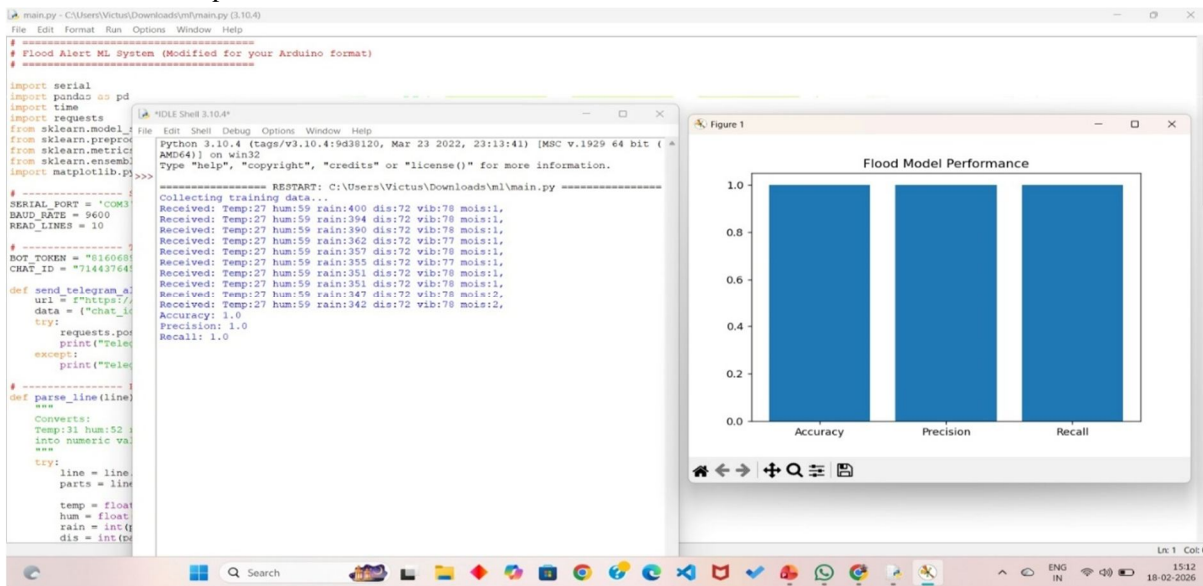 main.py - C:\Users\Victus\Downloads\ml\main.py (3.10.4)
File Edit Format Run Options Window Help
# ====================================
# Flood Alert ML System (Modified for your Arduino format)
# ====================================
import serial
import pandas as pd
import time
import requests
from sklearn.model_s
from sklearn.preproc
from sklearn.metrics
from sklearn.ensembl
import matplotlib.py
SERIAL_PORT = 'COM3'
BAUD_RATE = 9600
READ_LINES = 10
BOT_TOKEN = "8160689
CHAT_ID = "714437645
def send_telegram_al
url = f"https:/
data = {"chat_id
try:
requests.pos
print("Teleg
except:
print("Teleg
def parse_line(line)
"""
Converts:
Temp:31 hum:52
into numeric val
"""
try:
line = line
parts = line
temp = float
hum = float
rain = int(p
dis = int(pa
*IDLE Shell 3.10.4*
File Edit Shell Debug Options Window Help
Python 3.10.4 (tags/v3.10.4:9d38120, Mar 23 2022, 23:13:41) [MSC v.1929 64 bit (
AMD64)] on win32
Type "help", "copyright", "credits" or "license()" for more information.
>>>
================= RESTART: C:\Users\Victus\Downloads\ml\main.py ================
Collecting training data...
Received: Temp:27 hum:59 rain:400 dis:72 vib:78 mois:1,
Received: Temp:27 hum:59 rain:394 dis:72 vib:78 mois:1,
Received: Temp:27 hum:59 rain:390 dis:72 vib:78 mois:1,
Received: Temp:27 hum:59 rain:362 dis:72 vib:77 mois:1,
Received: Temp:27 hum:59 rain:357 dis:72 vib:78 mois:1,
Received: Temp:27 hum:59 rain:355 dis:72 vib:77 mois:1,
Received: Temp:27 hum:59 rain:351 dis:72 vib:78 mois:1,
Received: Temp:27 hum:59 rain:351 dis:72 vib:78 mois:1,
Received: Temp:27 hum:59 rain:347 dis:72 vib:78 mois:2,
Received: Temp:27 hum:59 rain:342 dis:72 vib:78 mois:2,
Accuracy: 1.0
Precision: 1.0
Recall: 1.0
Figure 1
Flood Model Performance
1.0
0.8
0.6
0.4
0.2
0.0
Accuracy Precision Recall
Ln: 1 Col:
Search
ENG
IN
15:12